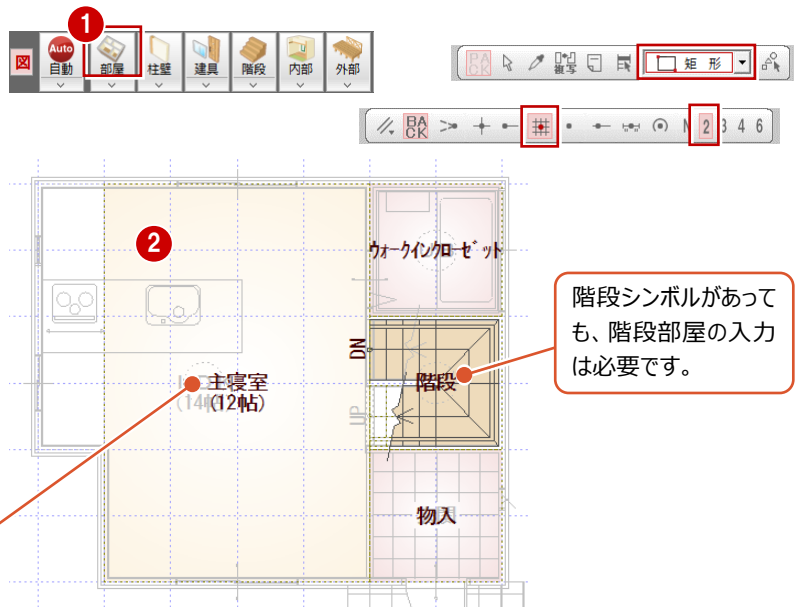 1
図
Auto
自動
部屋
柱壁
建具
階段
内部
外部
BACK
複写
矩 形
BACK
N 2 3 4 6
2
ウォークインクローゼット
DN
階段
UP
主寝室
(12帖)
物入
階段シンボルがあって
も、階段部屋の入力
は必要です。